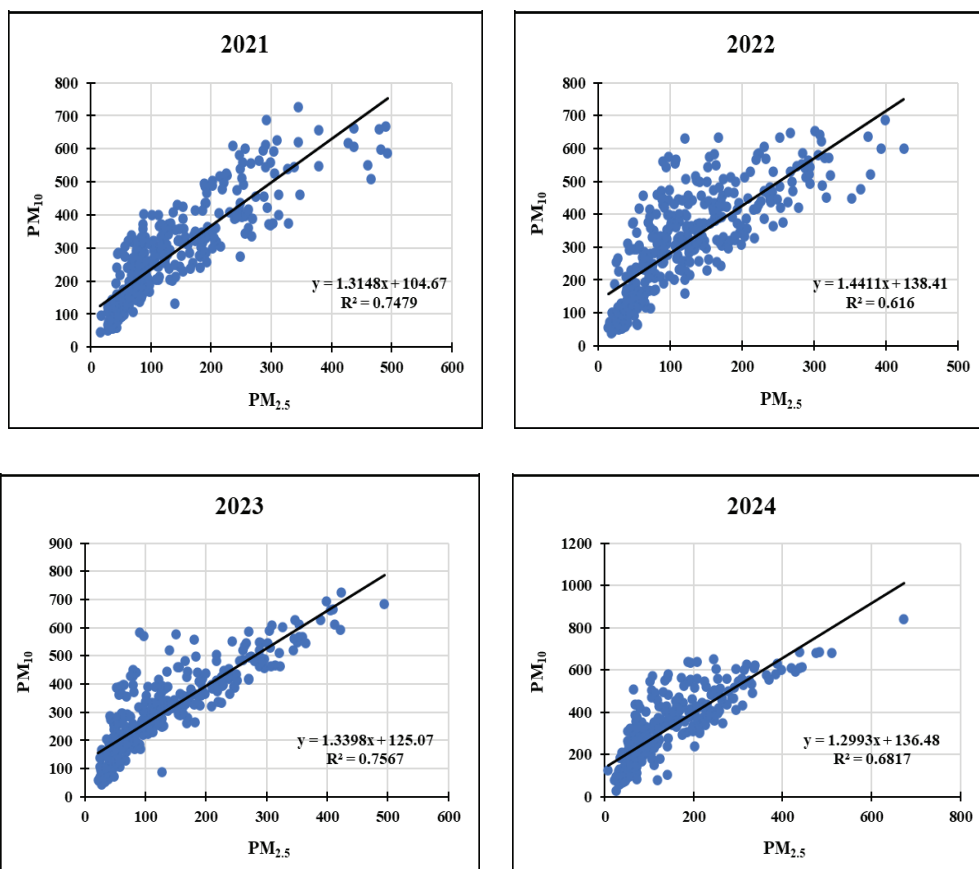 2021
800
700
600
500
400
300
200
100
0
PM₁₀
y = 1.3148x + 104.67
R² = 0.7479
0 100 200 300 400 500 600
PM₂.₅
2022
800
700
600
500
400
300
200
100
0
PM₁₀
y = 1.4411x + 138.41
R² = 0.616
0 100 200 300 400 500
PM₂.₅
2023
900
800
700
600
500
400
300
200
100
0
PM₁₀
y = 1.3398x + 125.07
R² = 0.7567
0 100 200 300 400 500 600
PM₂.₅
2024
1200
1000
800
600
400
200
0
PM₁₀
y = 1.2993x + 136.48
R² = 0.6817
0 200 400 600 800
PM₂.₅